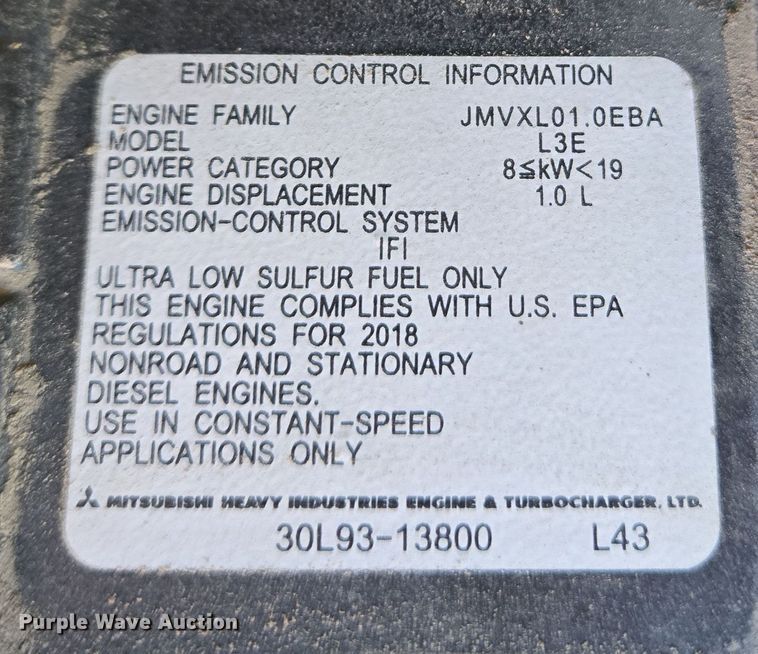 EMISSION CONTROL INFORMATION
ENGINE FAMILY JMVXL01.0EBA
MODEL L3E
POWER CATEGORY 8≦kW<19
ENGINE DISPLACEMENT 1.0 L
EMISSION-CONTROL SYSTEM
IFI
ULTRA LOW SULFUR FUEL ONLY
THIS ENGINE COMPLIES WITH U.S. EPA
REGULATIONS FOR 2018
NONROAD AND STATIONARY
DIESEL ENGINES.
USE IN CONSTANT-SPEED
APPLICATIONS ONLY
MITSUBISHI HEAVY INDUSTRIES ENGINE & TURBOCHARGER, LTD.
30L93-13800 L43
Purple Wave Auction